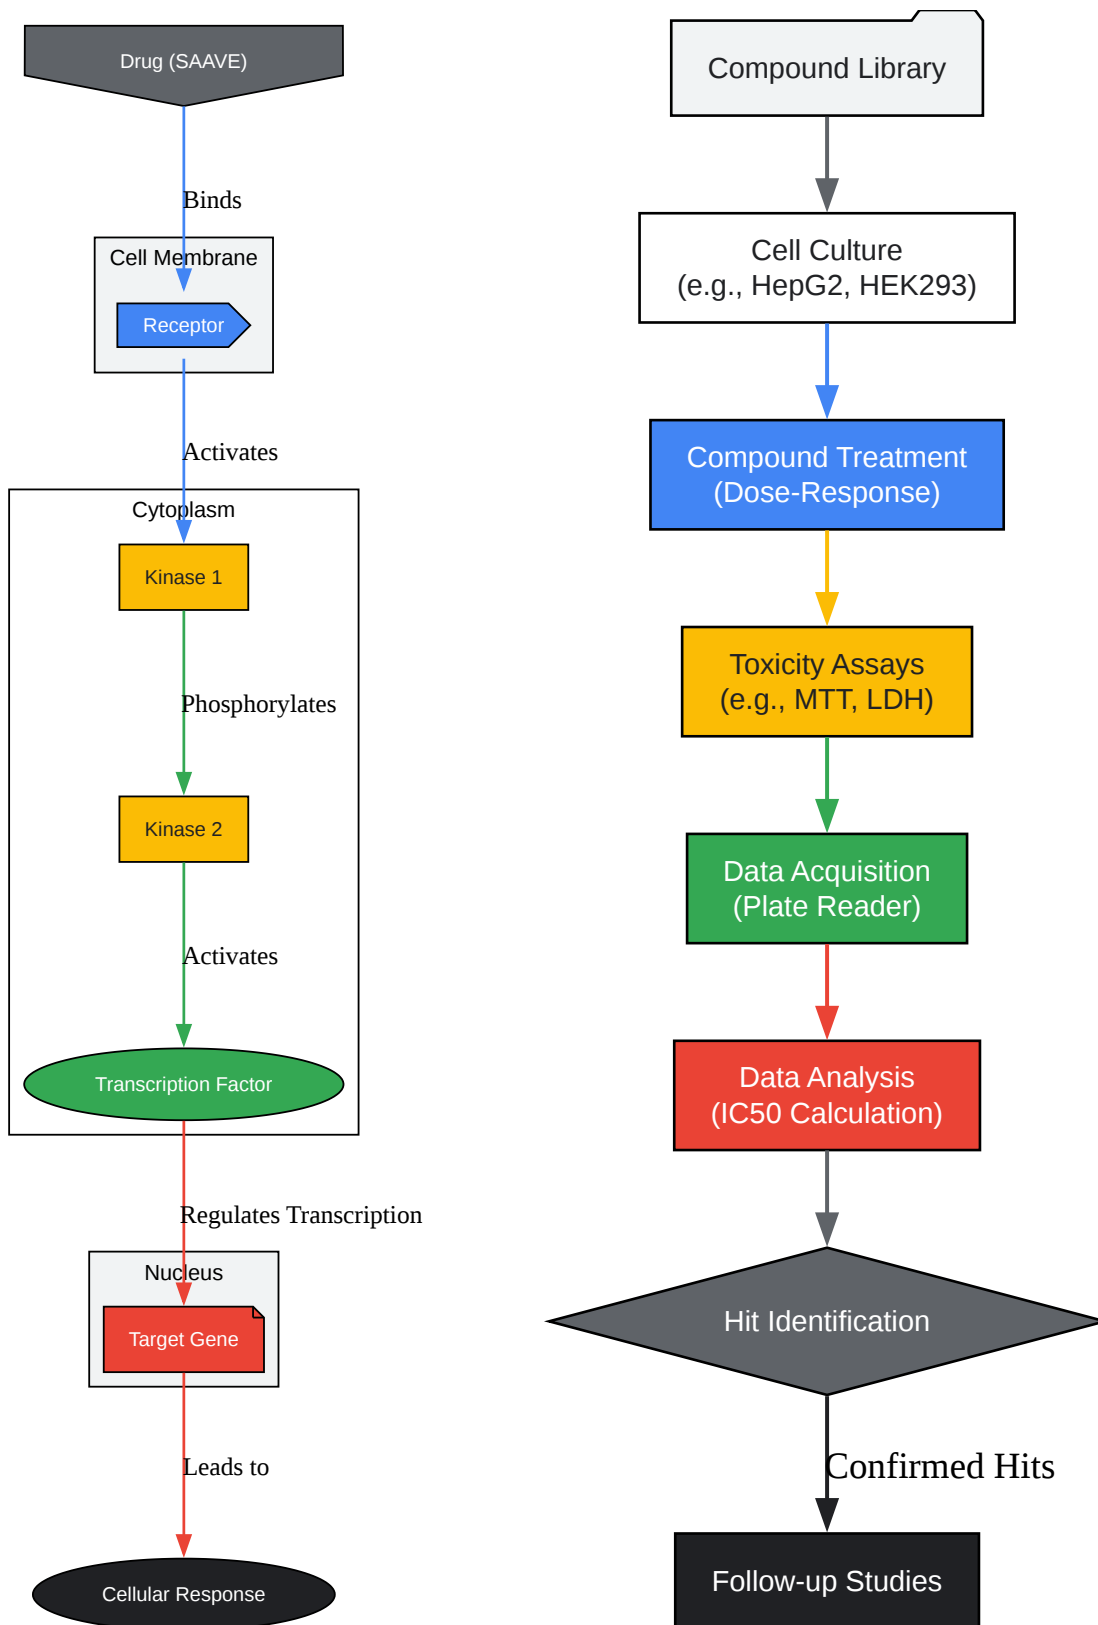 Drug (SAAVE)
Binds
Cell Membrane
Receptor
Activates
Cytoplasm
Kinase 1
Phosphorylates
Kinase 2
Activates
Transcription Factor
Regulates Transcription
Nucleus
Target Gene
Leads to
Cellular Response
Compound Library
Cell Culture
(e.g., HepG2, HEK293)
Compound Treatment
(Dose-Response)
Toxicity Assays
(e.g., MTT, LDH)
Data Acquisition
(Plate Reader)
Data Analysis
(IC50 Calculation)
Hit Identification
Confirmed Hits
Follow-up Studies